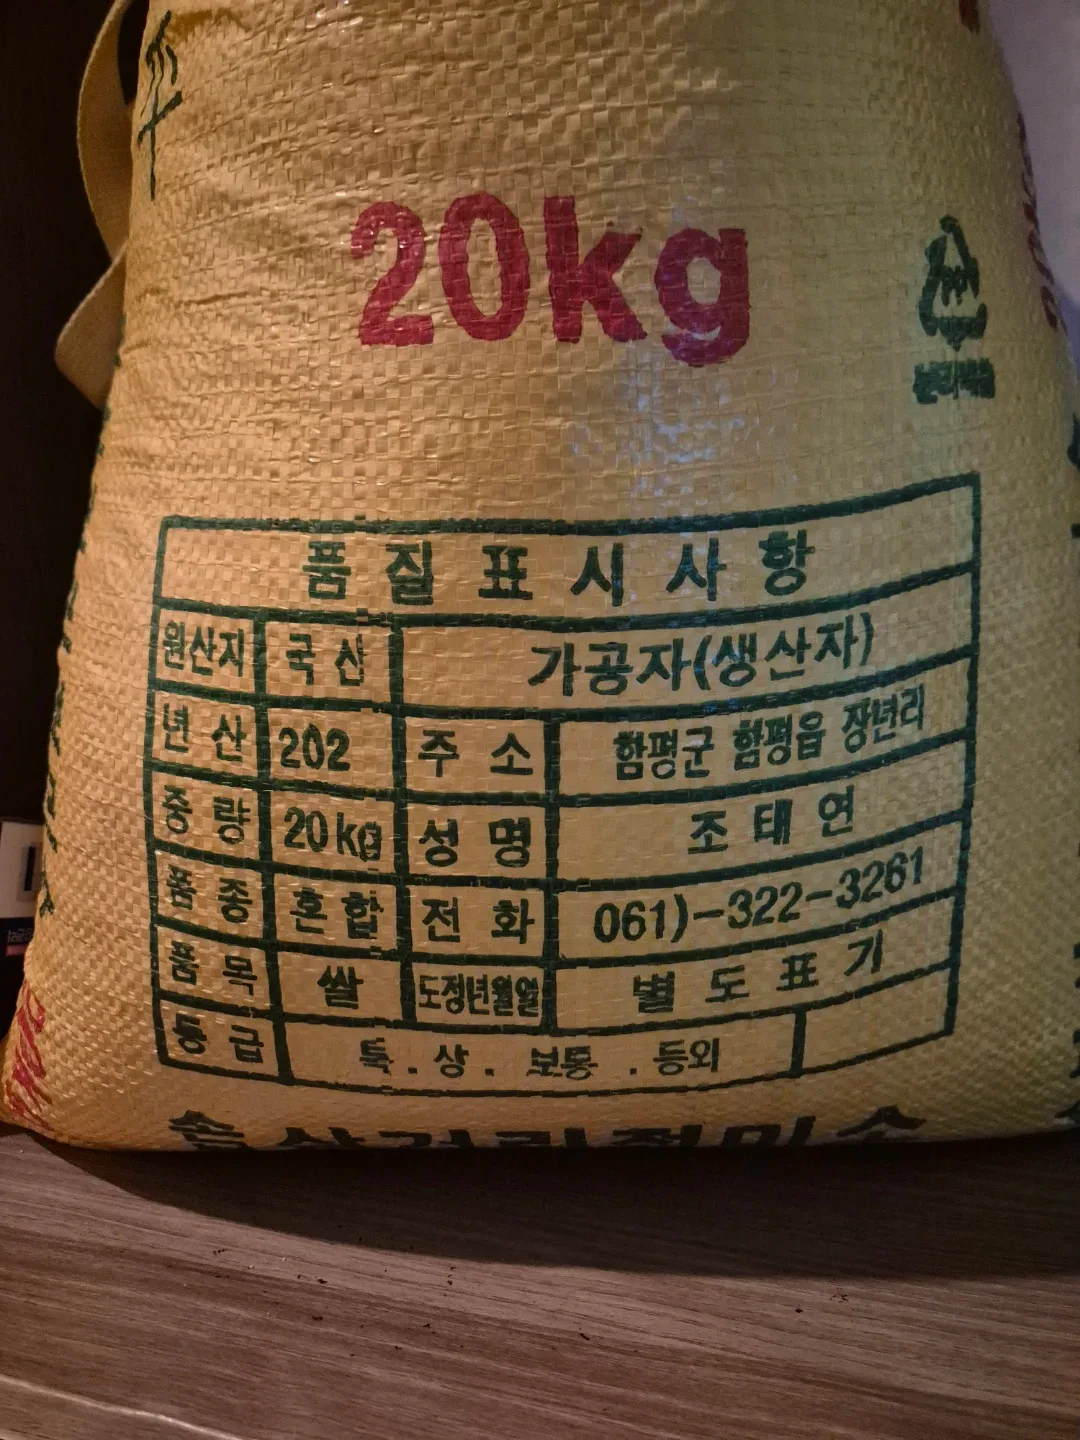 20kg
품질표시사항
원산지 국산 가공자(생산자)
년산 202 주소 함평군 함평읍 장년리
중량 20kg 성명 조태연
품종 혼합 전화 061)-322-3261
품목 쌀 도정년월일 별도표기
등급 특. 상. 보통. 등외